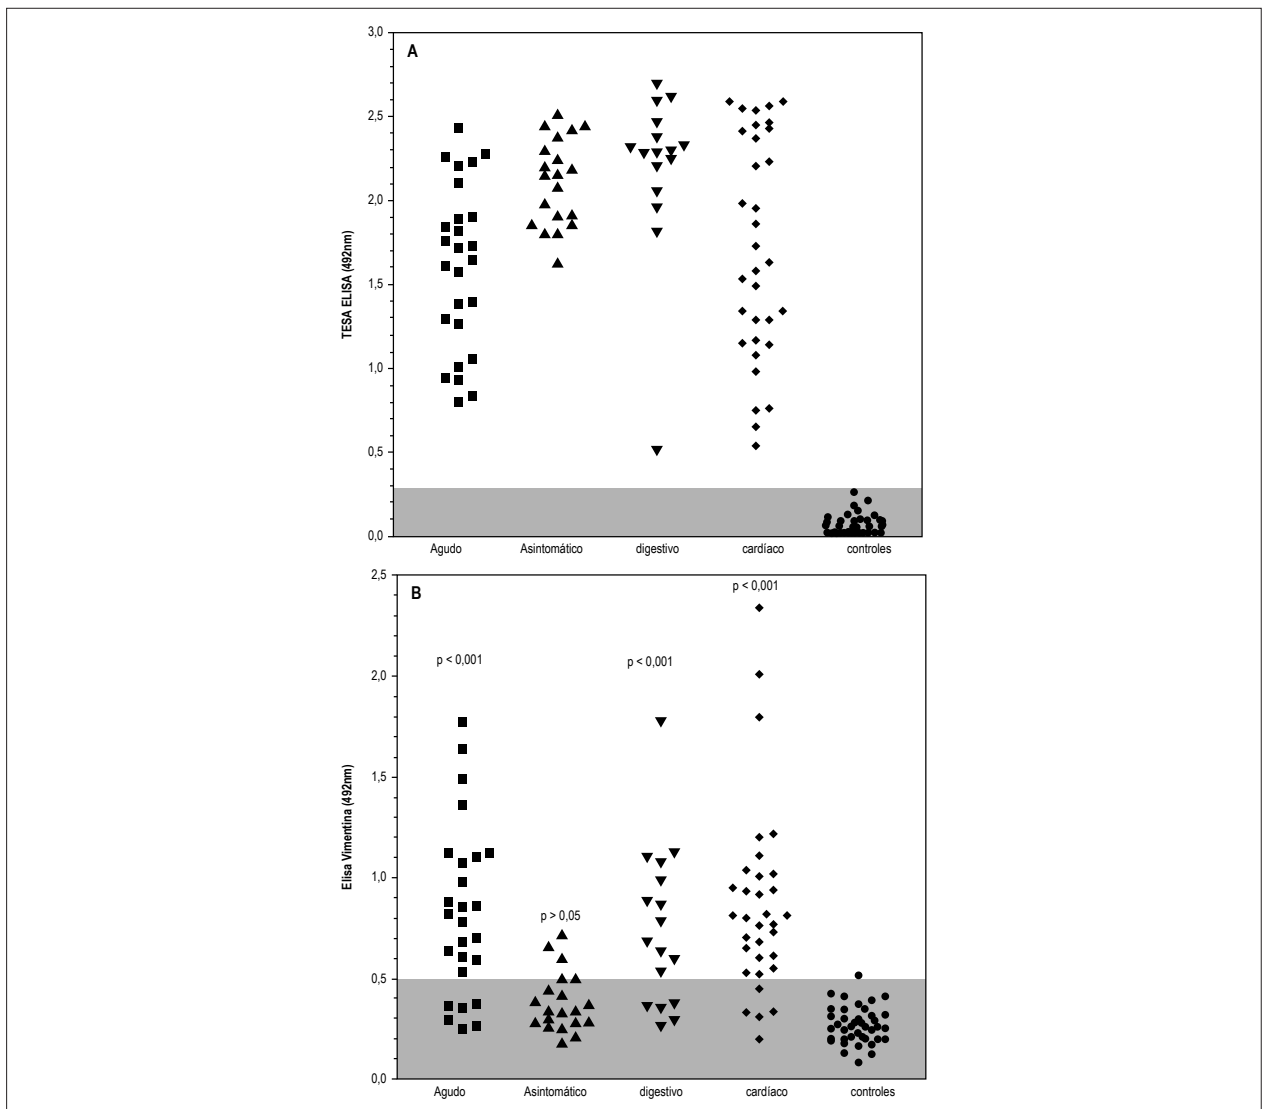 A
3,0
2,5
2,0
1,5
1,0
0,5
0,0
TESA ELISA (492nm)
Agudo Asintomático digestivo cardíaco controles
B
2,5
2,0
1,5
1,0
0,5
0,0
Elisa Vimentina (492nm)
p < 0,001
p < 0,001
p < 0,001
p > 0,05
Agudo Asintomático digestivo cardíaco controles